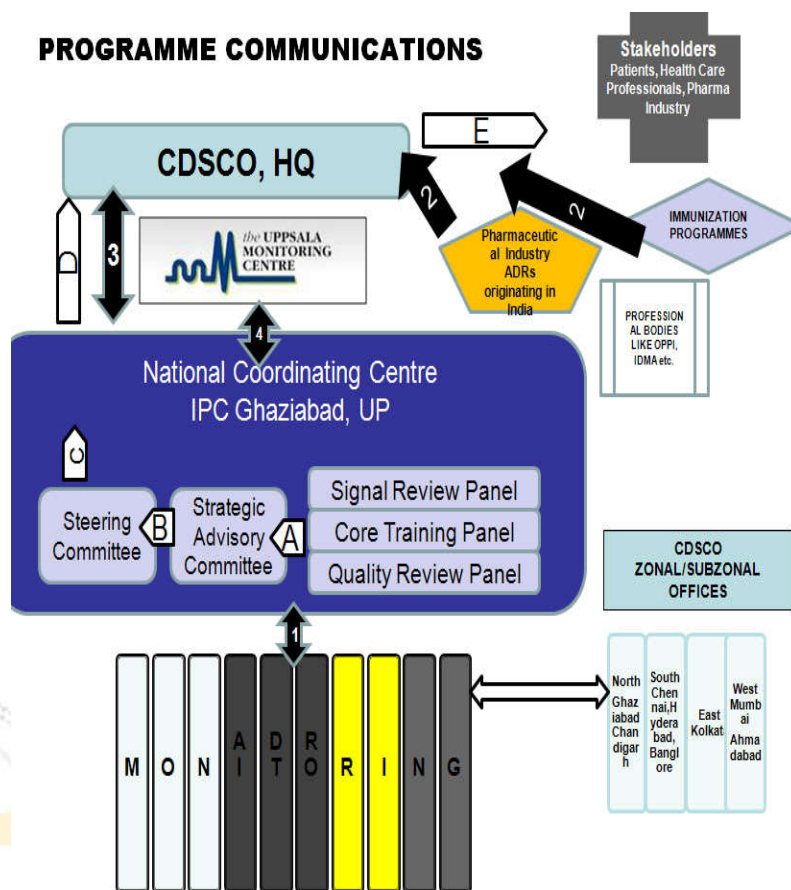 PROGRAMME COMMUNICATIONS
Stakeholders
Patients, Health Care
Professionals, Pharma
Industry
E
CDSCO, HQ
2
2
IMMUNIZATION
PROGRAMMES
Pharmaceutic
al Industry
ADRs
originating in
India
D
3
the UPPSALA
MONITORING
CENTRE
PROFESSION
AL BODIES
LIKE OPPI,
IDMA etc.
4
National Coordinating Centre
IPC Ghaziabad, UP
C
Steering
Committee
B
Strategic
Advisory
Committee
A
Signal Review Panel
Core Training Panel
Quality Review Panel
CDSCO
ZONAL/SUBZONAL
OFFICES
1
M
O
N
A
I
D
T
R
O
R
I
N
G
North
Ghaz
iabad
Chan
digar
h
South
Chen
nai,H
ydera
bad,
Bangl
ore
East
Kolkat
West
Mumb
ai
Ahma
dabad